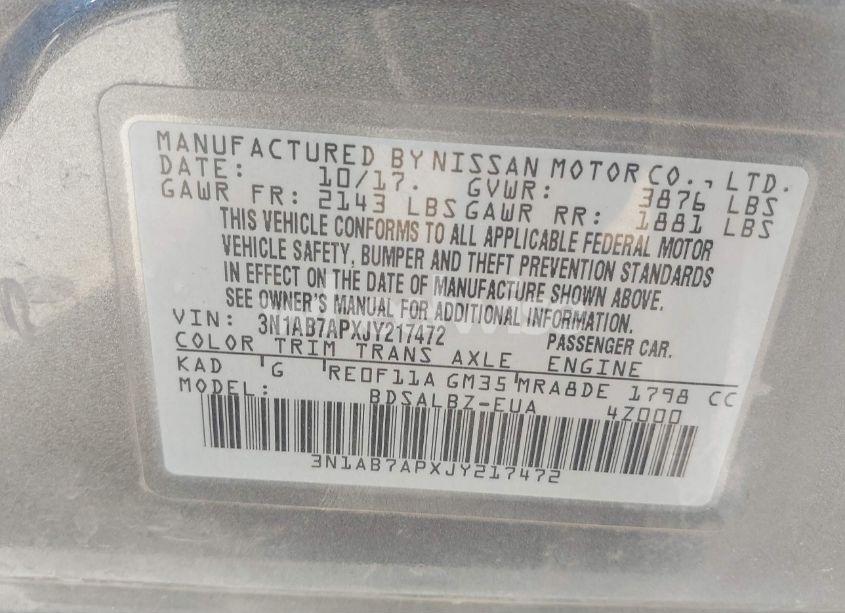 MANUFACTURED BY NISSAN MOTOR CO., LTD.
DATE: 10/17. GVWR: 3876 LBS
GAWR FR: 2143 LBS GAWR RR: 1881 LBS
THIS VEHICLE CONFORMS TO ALL APPLICABLE FEDERAL MOTOR
VEHICLE SAFETY, BUMPER AND THEFT PREVENTION STANDARDS
IN EFFECT ON THE DATE OF MANUFACTURE SHOWN ABOVE.
SEE OWNER'S MANUAL FOR ADDITIONAL INFORMATION.
VIN: 3N1AB7APXJY217472 PASSENGER CAR.
COLOR TRIM TRANS AXLE ENGINE
KAD G RE0F11A GM35 MRA8DE 1798 CC
MODEL: BDSALBZ-EUA 4Z000
3N1AB7APXJY217472